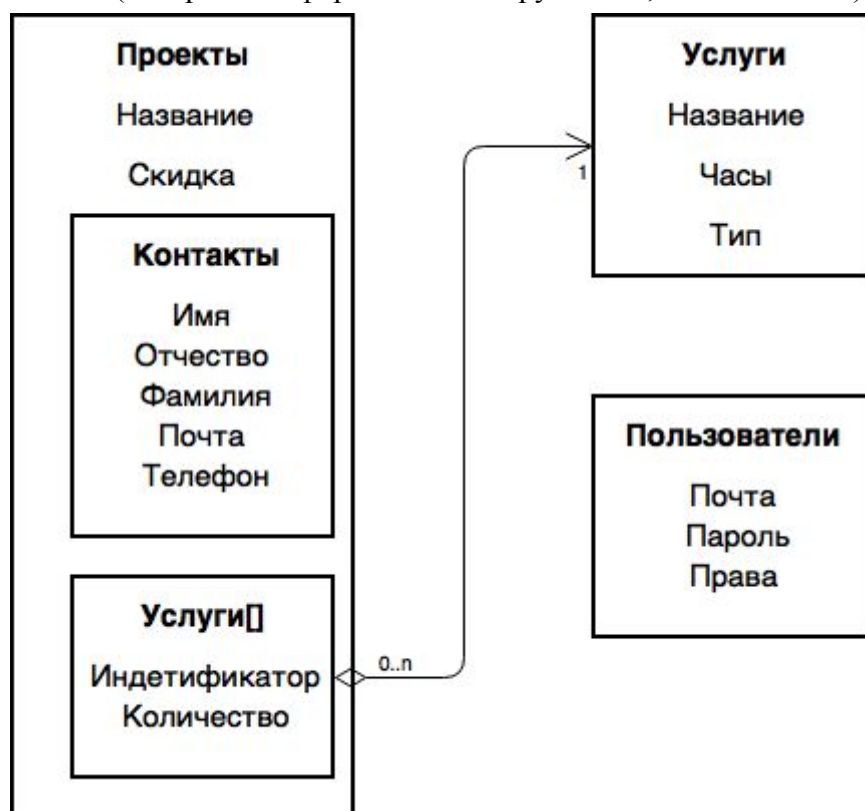 Проекты
Название
Скидка
Контакты
Имя
Отчество
Фамилия
Почта
Телефон
Услуги[]
Индетификатор
Количество
0..n
1
Услуги
Название
Часы
Тип
Пользователи
Почта
Пароль
Права